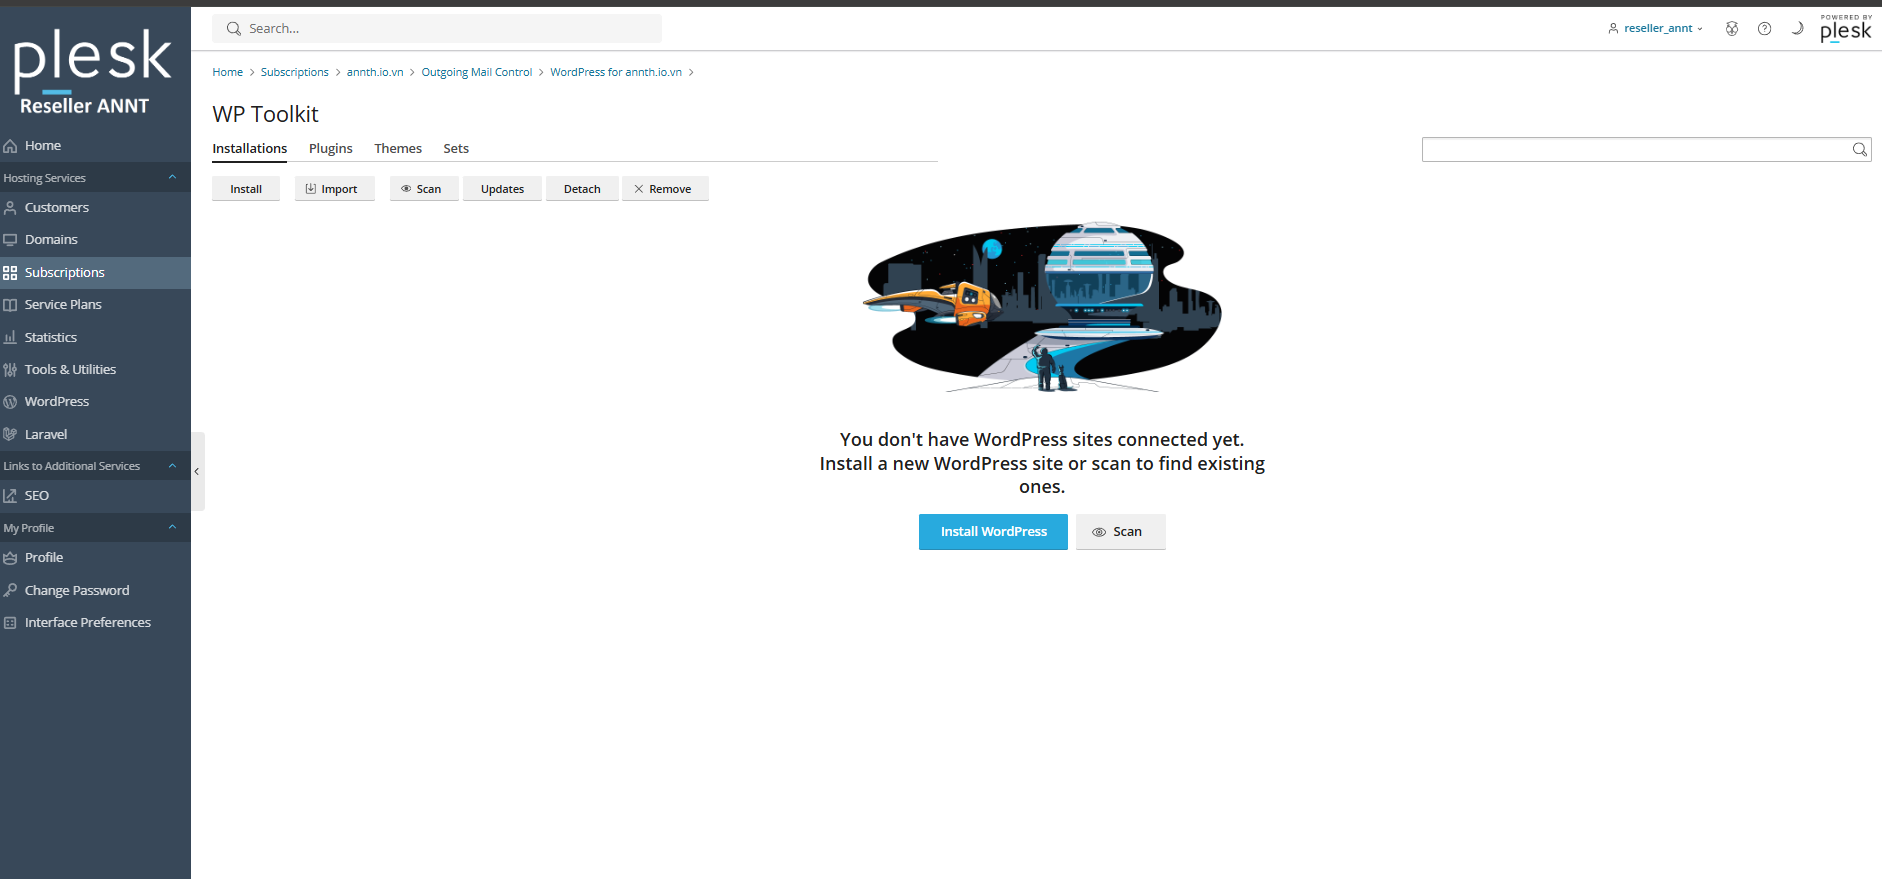 plesk
Reseller ANNT
Home
Hosting Services
Customers
Domains
Subscriptions
Service Plans
Statistics
Tools & Utilities
WordPress
Laravel
Links to Additional Services
SEO
My Profile
Profile
Change Password
Interface Preferences
Search...
reseller_annt
POWERED BY
plesk
Home > Subscriptions > annth.io.vn > Outgoing Mail Control > WordPress for annth.io.vn >
WP Toolkit
Installations Plugins Themes Sets
Install Import Scan Updates Detach Remove
You don't have WordPress sites connected yet.
Install a new WordPress site or scan to find existing
ones.
Install WordPress Scan